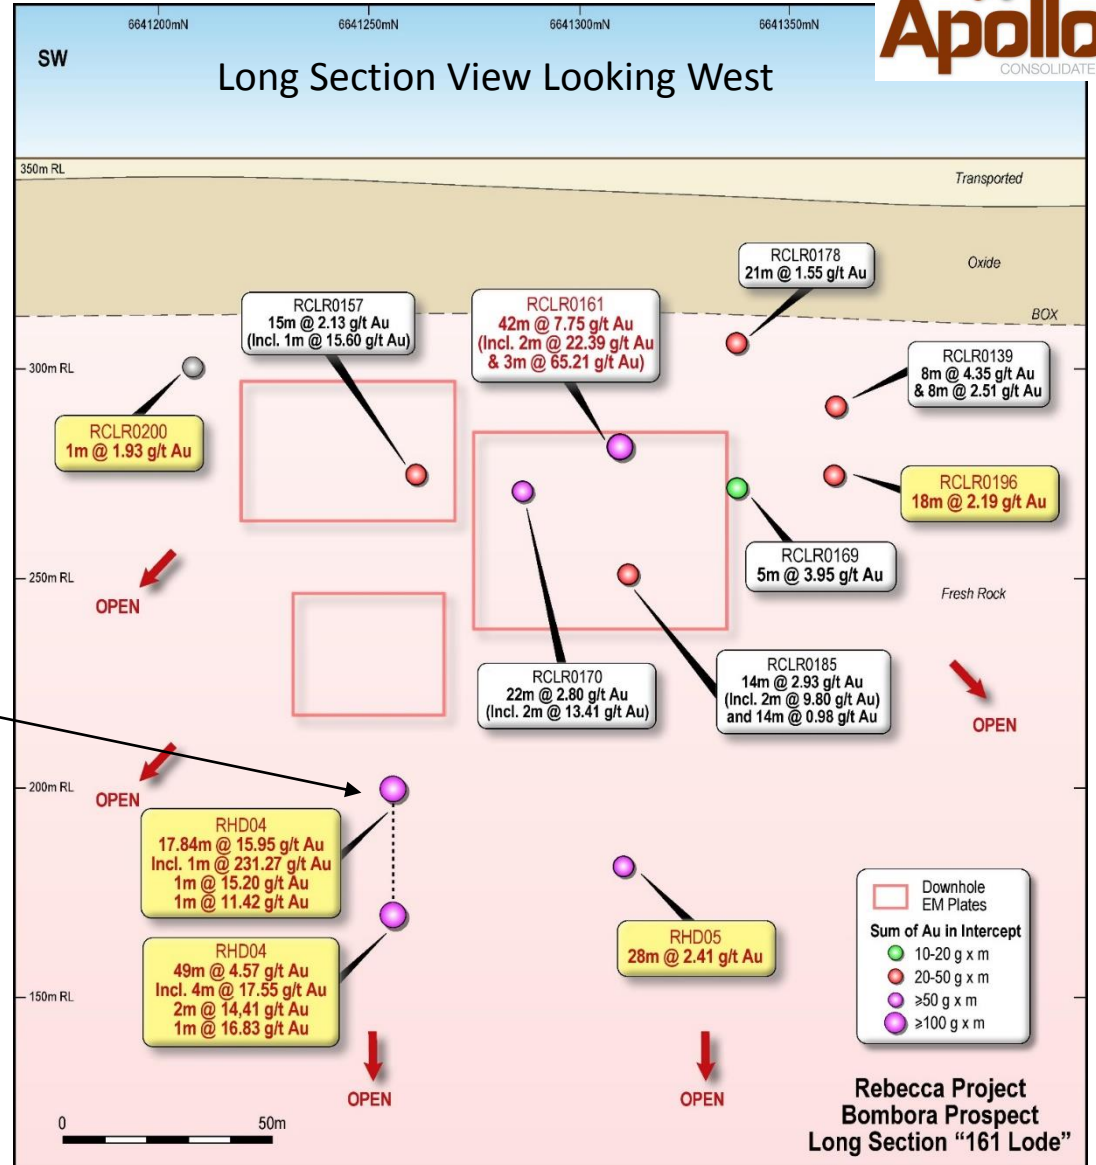 6641200mN
6641250mN
6641300mN
6641350mN
Apollo
CONSOLIDATE
SW
Long Section View Looking West
350m RL
Transported
Oxide
BOX
RCLR0178
21m @ 1.55 g/t Au
RCLR0157
15m @ 2.13 g/t Au
(Incl. 1m @ 15.60 g/t Au)
RCLR0161
42m @ 7.75 g/t Au
(Incl. 2m @ 22.39 g/t Au
& 3m @ 65.21 g/t Au)
300m RL
RCLR0139
8m @ 4.35 g/t Au
& 8m @ 2.51 g/t Au
RCLR0200
1m @ 1.93 g/t Au
RCLR0196
18m @ 2.19 g/t Au
RCLR0169
5m @ 3.95 g/t Au
250m RL
OPEN
Fresh Rock
RCLR0170
22m @ 2.80 g/t Au
(Incl. 2m @ 13.41 g/t Au)
RCLR0185
14m @ 2.93 g/t Au
(Incl. 2m @ 9.80 g/t Au)
and 14m @ 0.98 g/t Au
OPEN
200m RL
OPEN
RHD04
17.84m @ 15.95 g/t Au
Incl. 1m @ 231.27 g/t Au
1m @ 15.20 g/t Au
1m @ 11.42 g/t Au
RHD04
49m @ 4.57 g/t Au
Incl. 4m @ 17.55 g/t Au
2m @ 14,41 g/t Au
1m @ 16.83 g/t Au
RHD05
28m @ 2.41 g/t Au
Downhole
EM Plates
Sum of Au in Intercept
10-20 g x m
20-50 g x m
≥50 g x m
≥100 g x m
150m RL
OPEN
OPEN
0
50m
Rebecca Project
Bombora Prospect
Long Section “161 Lode”